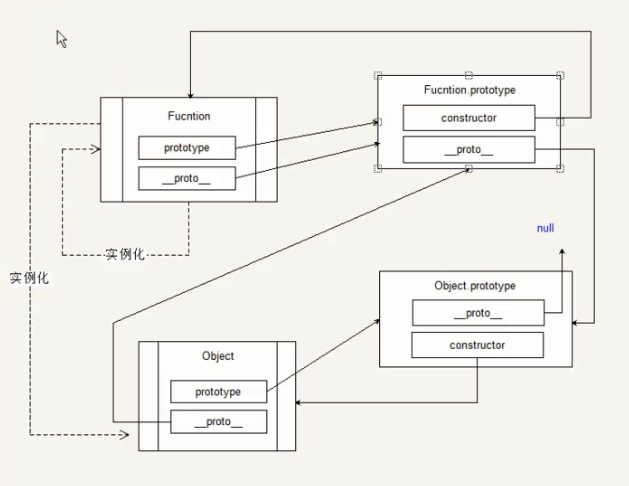 Fucntion
prototype
__proto__
Fucntion.prototype
constructor
__proto__
实例化
实例化
null
Object.prototype
__proto__
constructor
Object
prototype
__proto__